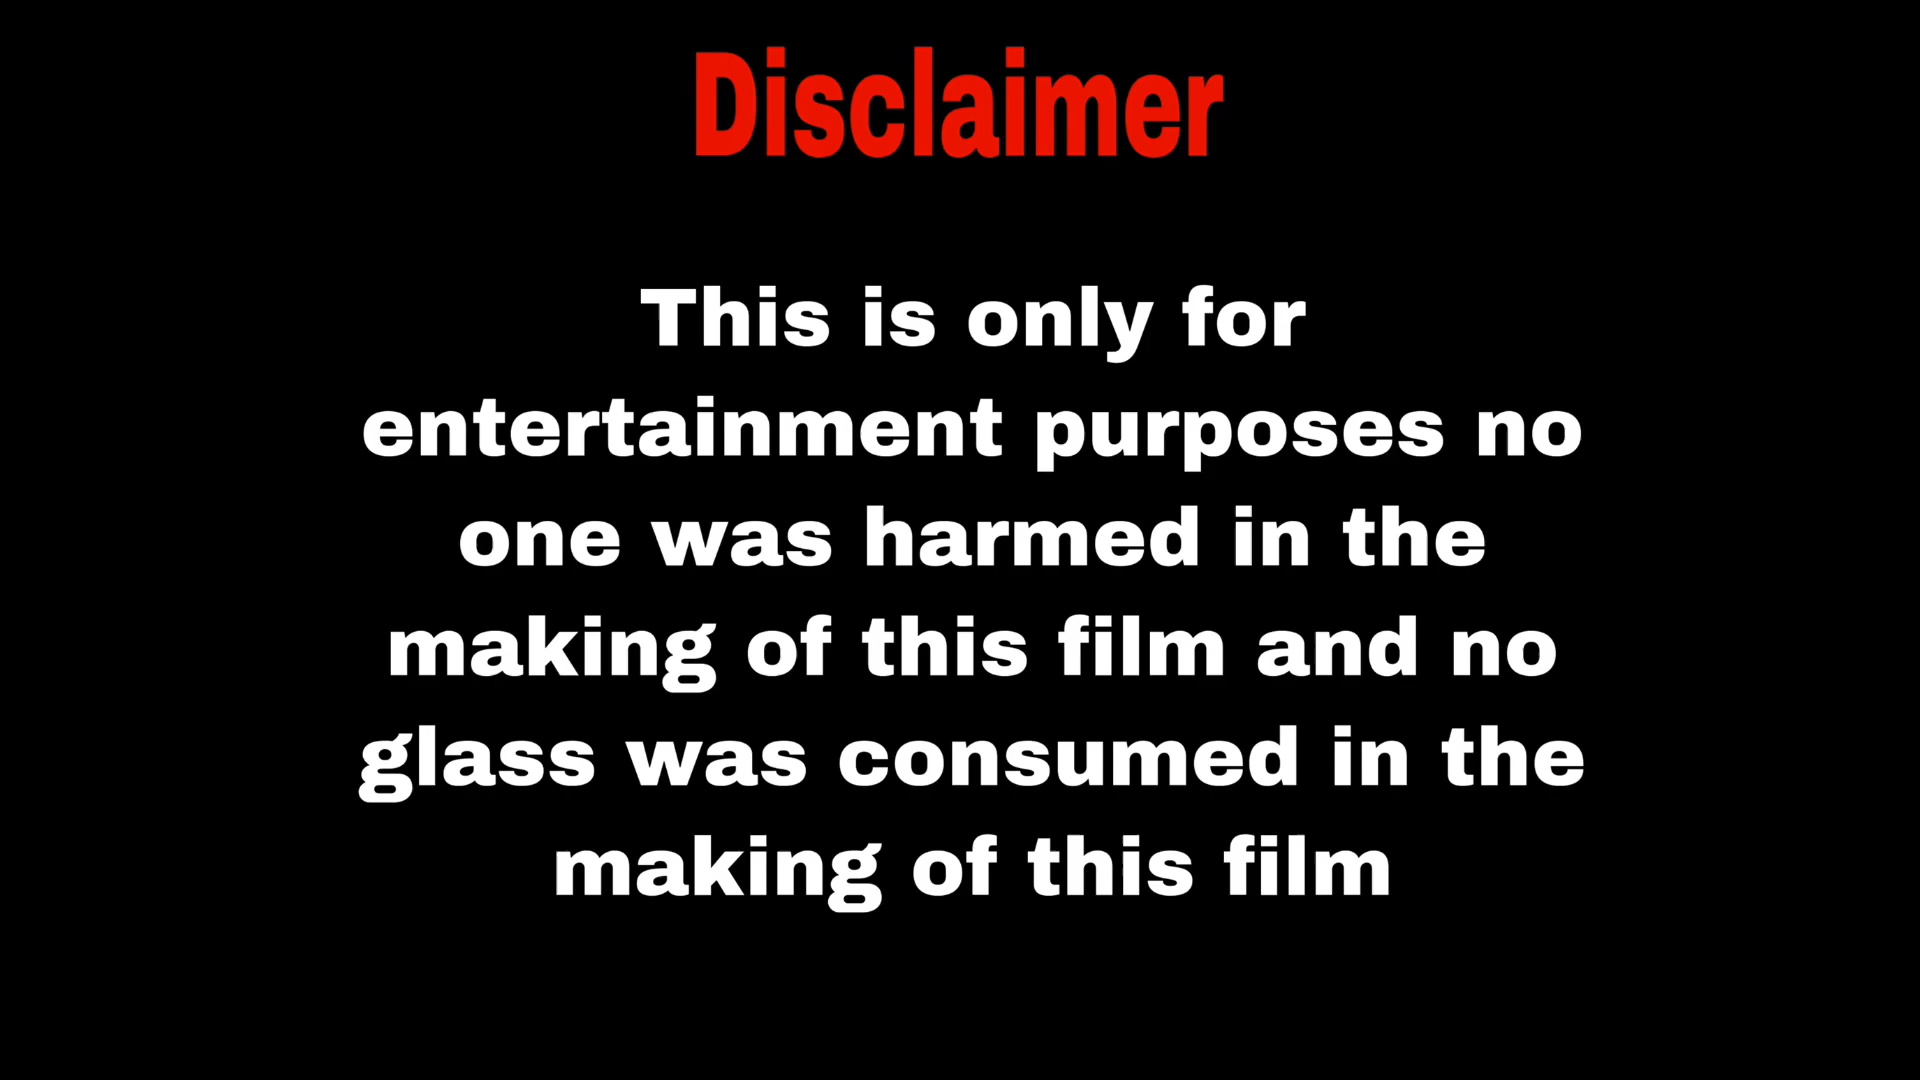 Disclaimer
This is only for
entertainment purposes no
one was harmed in the
making of this film and no
glass was consumed in the
making of this film